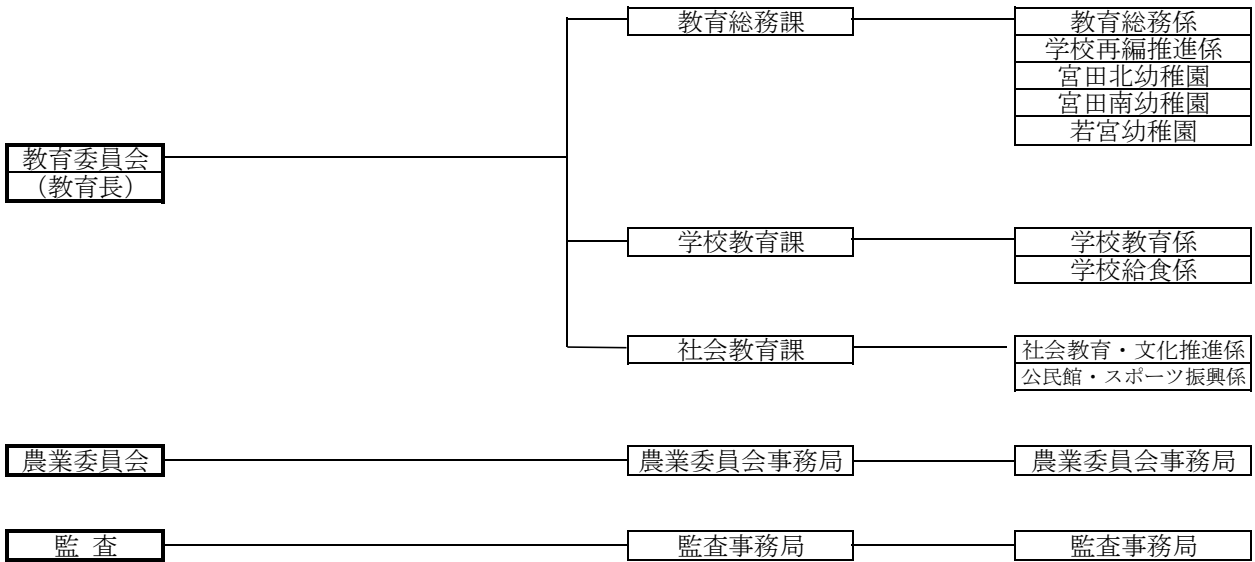 教育総務課
教育総務係
学校再編推進係
宮田北幼稚園
宮田南幼稚園
若宮幼稚園
教育委員会
（教育長）
学校教育課
学校教育係
学校給食係
社会教育課
社会教育・文化推進係
公民館・スポーツ振興係
農業委員会
農業委員会事務局
農業委員会事務局
監 査
監査事務局
監査事務局